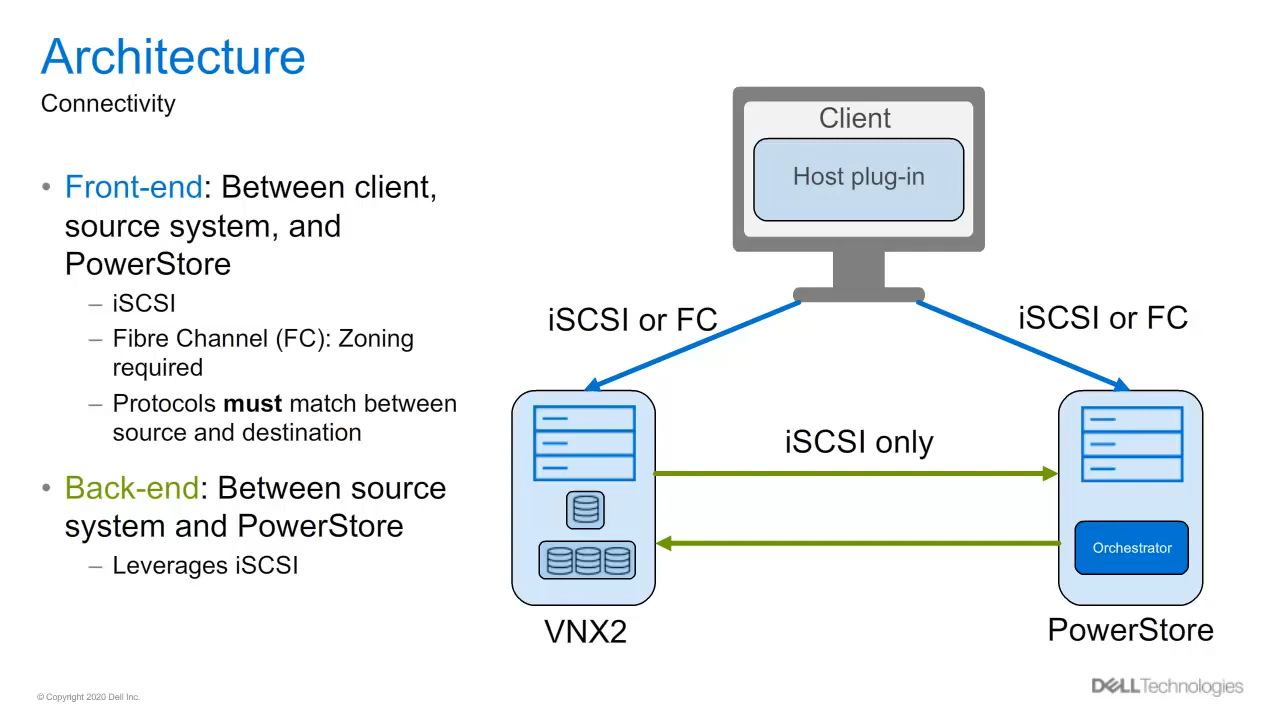 Architecture
Connectivity
• Front-end: Between client,
source system, and
PowerStore
– iSCSI
– Fibre Channel (FC): Zoning
required
– Protocols must match between
source and destination
• Back-end: Between source
system and PowerStore
– Leverages iSCSI
Client
Host plug-in
iSCSI or FC
iSCSI or FC
iSCSI only
Orchestrator
VNX2
PowerStore
© Copyright 2020 Dell Inc.
DELLTechnologies